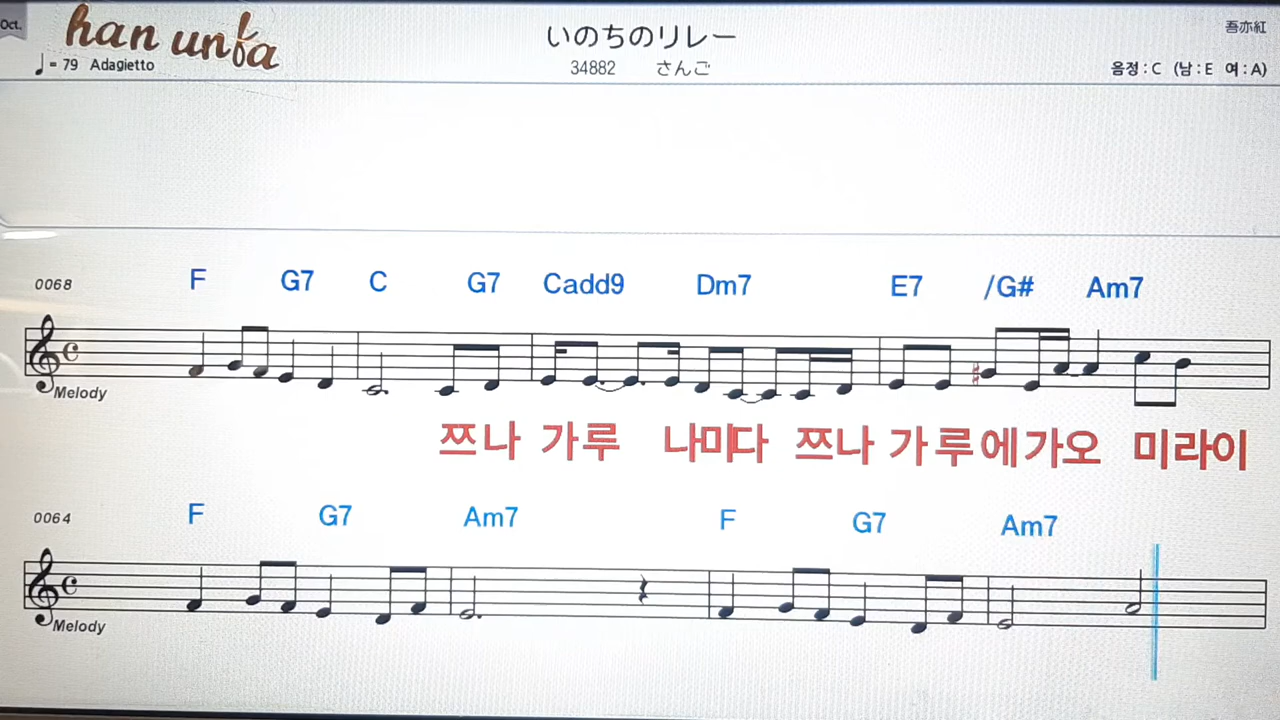 Oct.
han unfa
いのちのリレー
吾亦紅
= 79 Adagietto
34882 さんご
음정 : C (남 : E 여 : A)
0068
F G7 C G7 Cadd9 Dm7 E7 /G# Am7
Melody
쯔나 가루 나미다 쯔나 가루에가오 미라이
0064
F G7 Am7 F G7 Am7
Melody